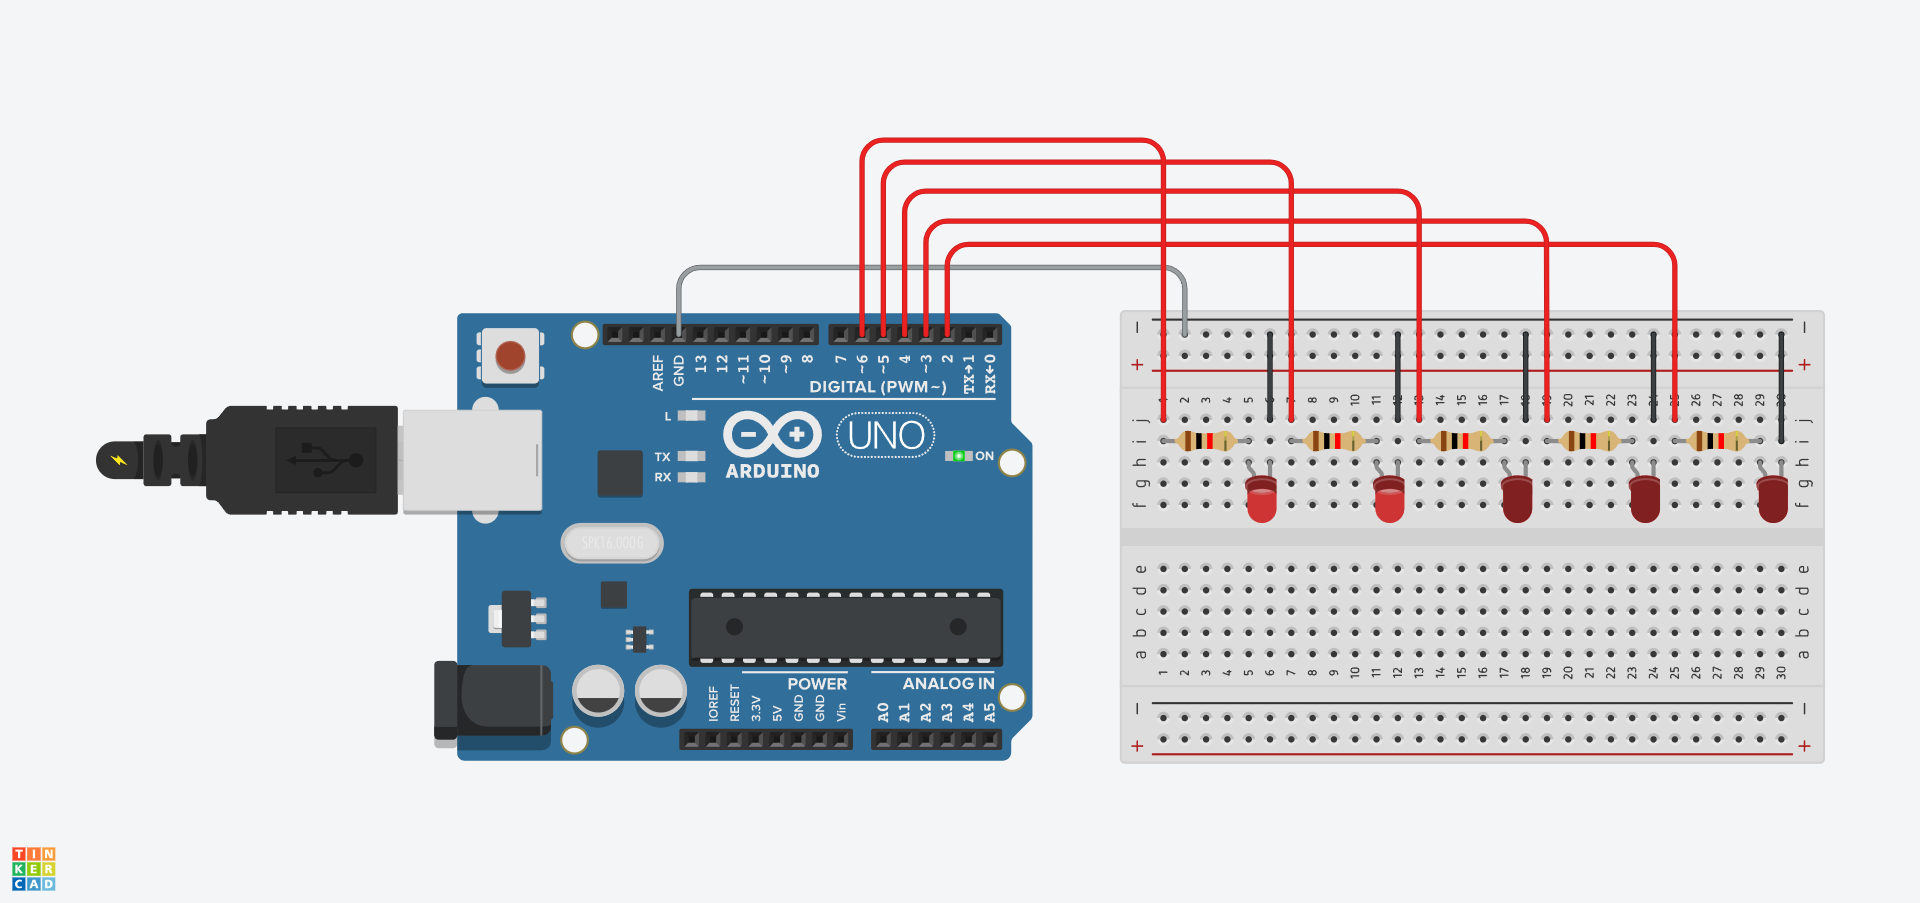 AREF
GND
13
12
~11
~10
~9
8
7
~6
~5
4
~3
2
TX→1
RX←0
DIGITAL (PWM~)
L
TX
RX
ARDUINO
UNO
ON
SPK16.000G
IOREF
RESET
3.3V
5V
GND
GND
Vin
POWER
ANALOG IN
A0
A1
A2
A3
A4
A5
− −
+ +
1 2 3 4 5 6 7 8 9 10 11 12 13 14 15 16 17 18 19 20 21 22 23 24 25 26 27 28 29 30
j j
i i
h h
g g
f f
e e
d d
c c
b b
a a
1 2 3 4 5 6 7 8 9 10 11 12 13 14 15 16 17 18 19 20 21 22 23 24 25 26 27 28 29 30
− −
+ +
TIN
KER
CAD